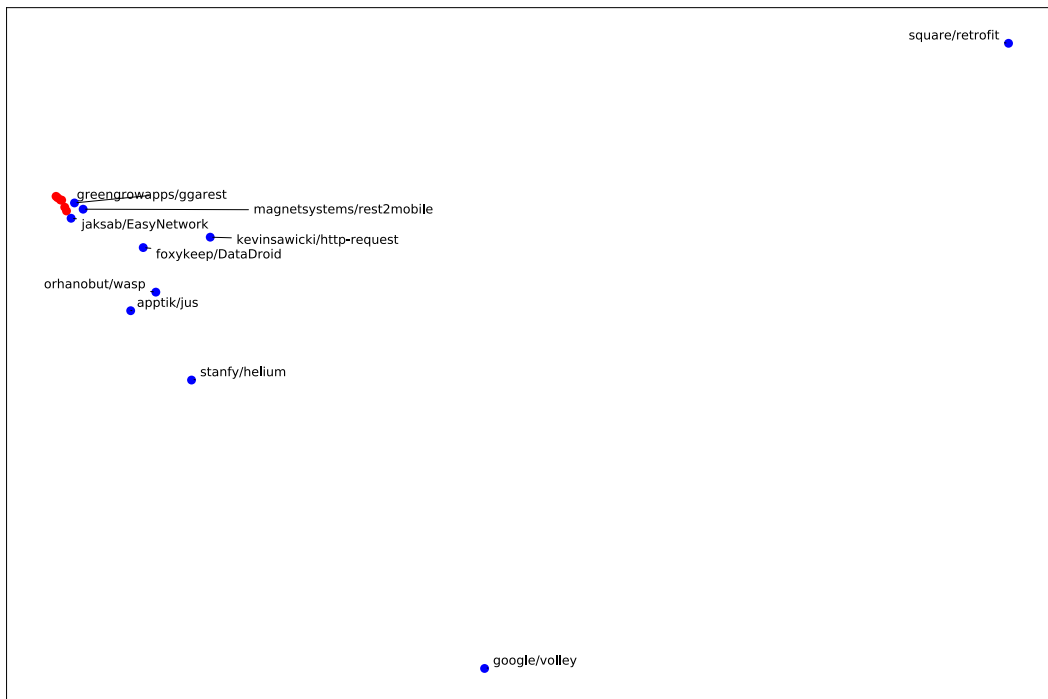 square/retrofit
greengrowapps/ggarest
magnetsystems/rest2mobile
jaksab/EasyNetwork
kevinsawicki/http-request
foxykeep/DataDroid
orhanobut/wasp
apptik/jus
stanfy/helium
google/volley